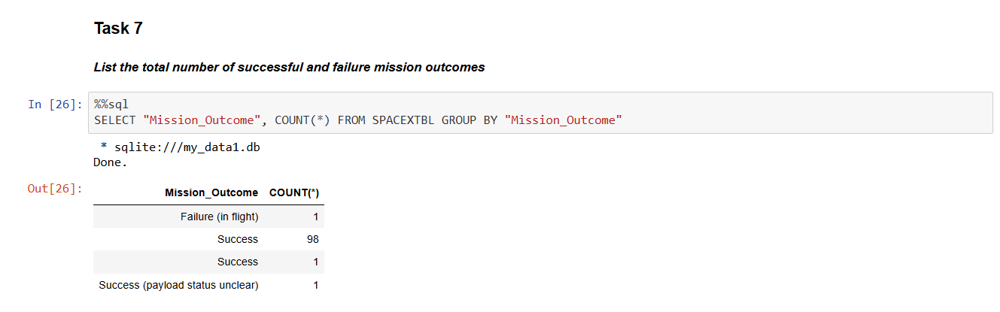 Task 7
List the total number of successful and failure mission outcomes
In [26]: %%sql
SELECT "Mission_Outcome", COUNT(*) FROM SPACEXTBL GROUP BY "Mission_Outcome"
* sqlite:///my_data1.db
Done.
Out[26]:
Mission_Outcome COUNT(*)
Failure (in flight) 1
Success 98
Success 1
Success (payload status unclear) 1